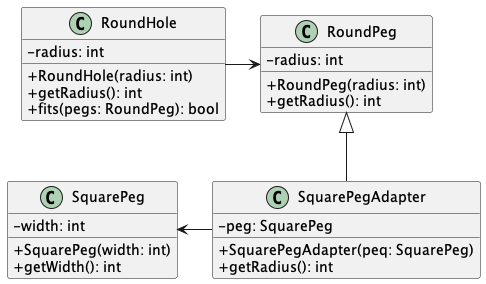 C RoundHole
–radius: int
+RoundHole(radius: int)
+getRadius(): int
+fits(pegs: RoundPeg): bool
C RoundPeg
–radius: int
+RoundPeg(radius: int)
+getRadius(): int
C SquarePeg
–width: int
+SquarePeg(width: int)
+getWidth(): int
C SquarePegAdapter
–peg: SquarePeg
+SquarePegAdapter(peq: SquarePeg)
+getRadius(): int